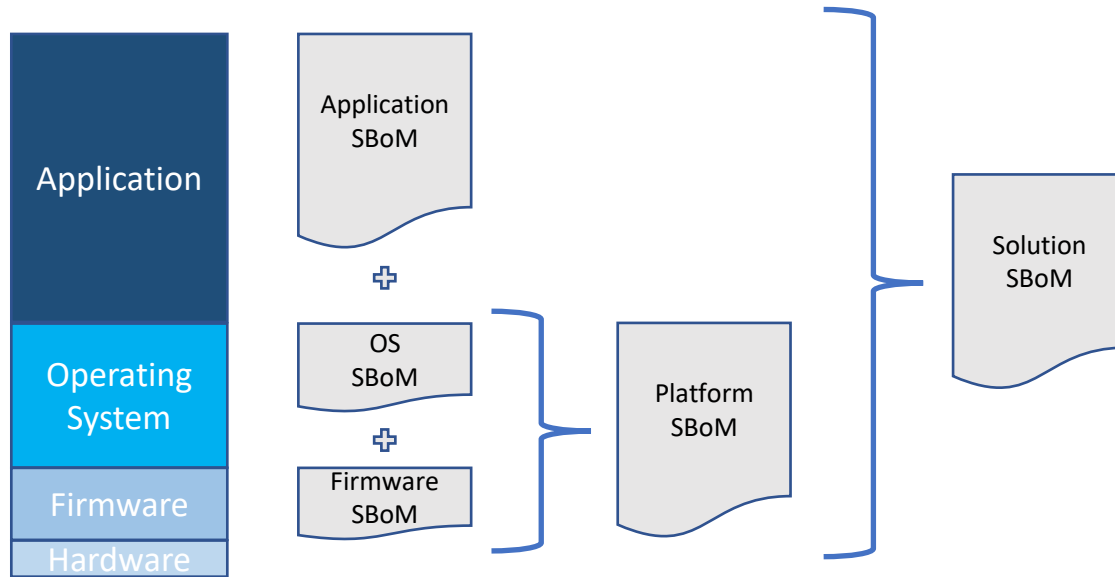 Application
Operating
System
Firmware
Hardware
Application
SBoM
OS
SBoM
Firmware
SBoM
Platform
SBoM
Solution
SBoM